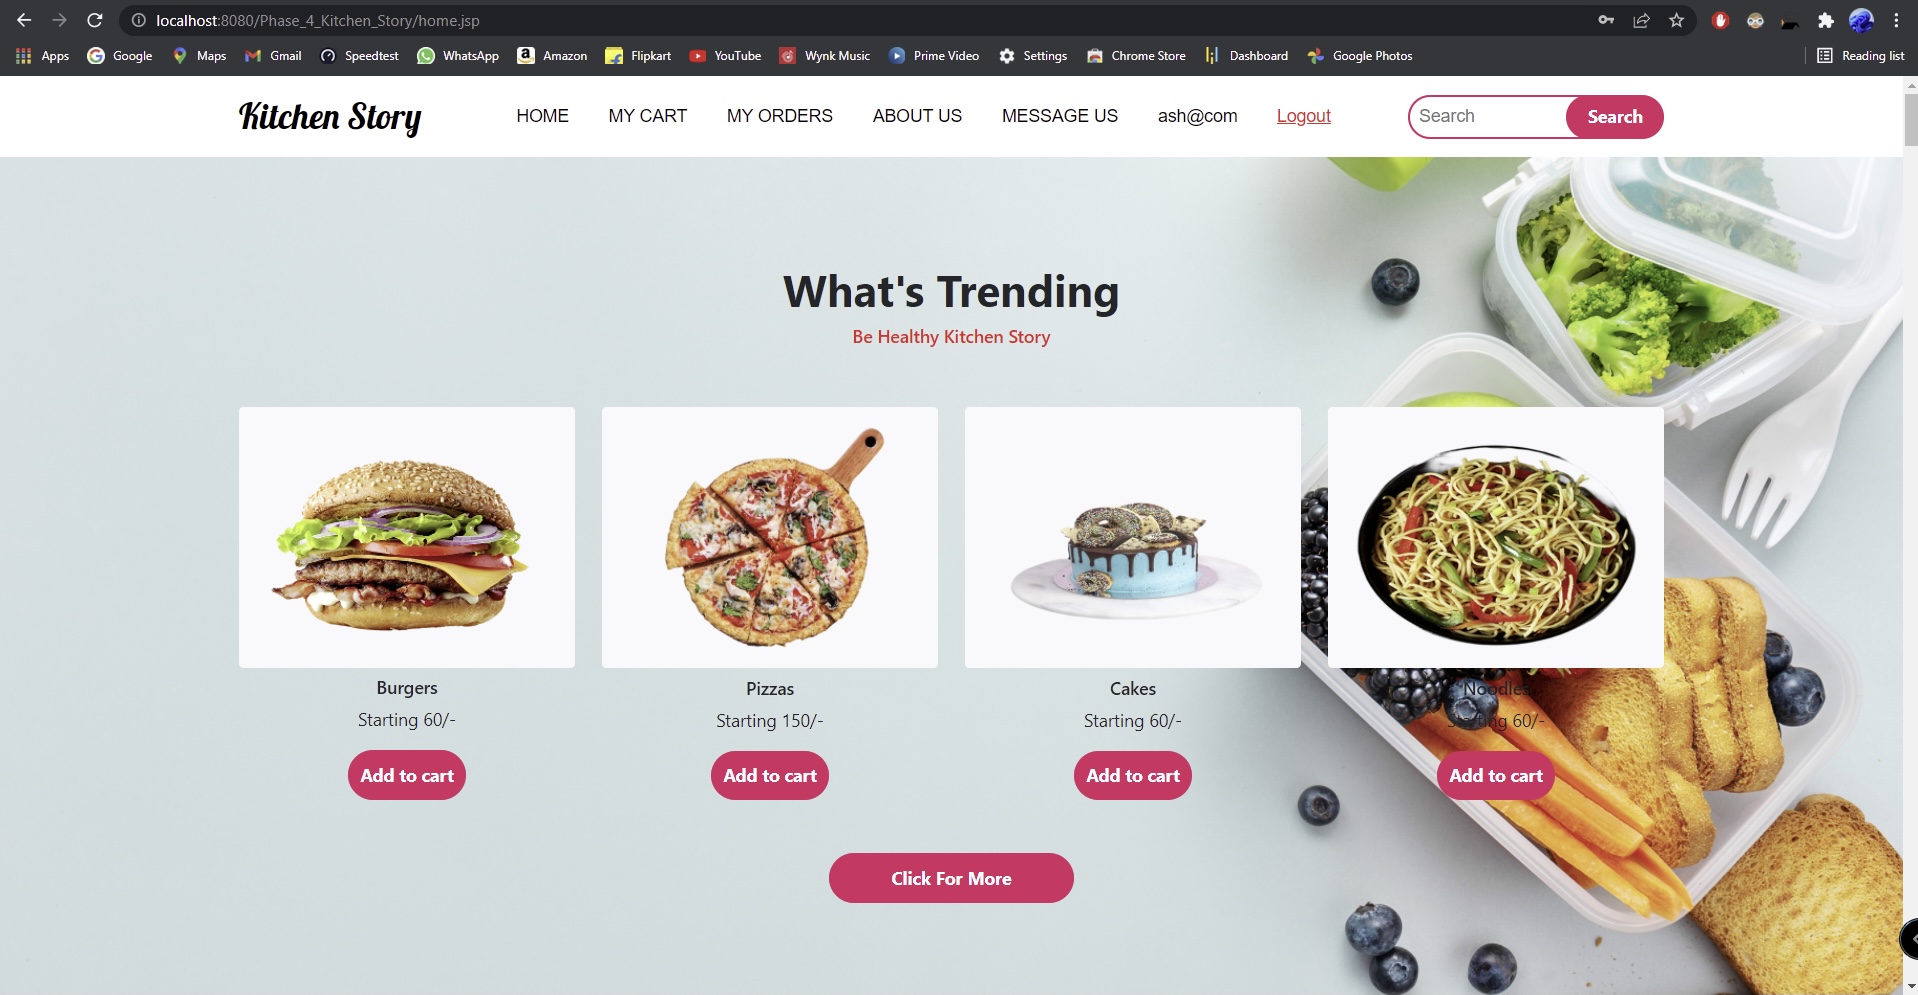 localhost:8080/Phase_4_Kitchen_Story/home.jsp
Apps Google Maps Gmail Speedtest WhatsApp Amazon Flipkart YouTube Wynk Music Prime Video Settings Chrome Store Dashboard Google Photos Reading list
Kitchen Story HOME MY CART MY ORDERS ABOUT US MESSAGE US ash@com Logout Search Search
What's Trending
Be Healthy Kitchen Story
Burgers Pizzas Cakes Noodles
Starting 60/- Starting 150/- Starting 60/- Starting 60/-
Add to cart Add to cart Add to cart Add to cart
Click For More